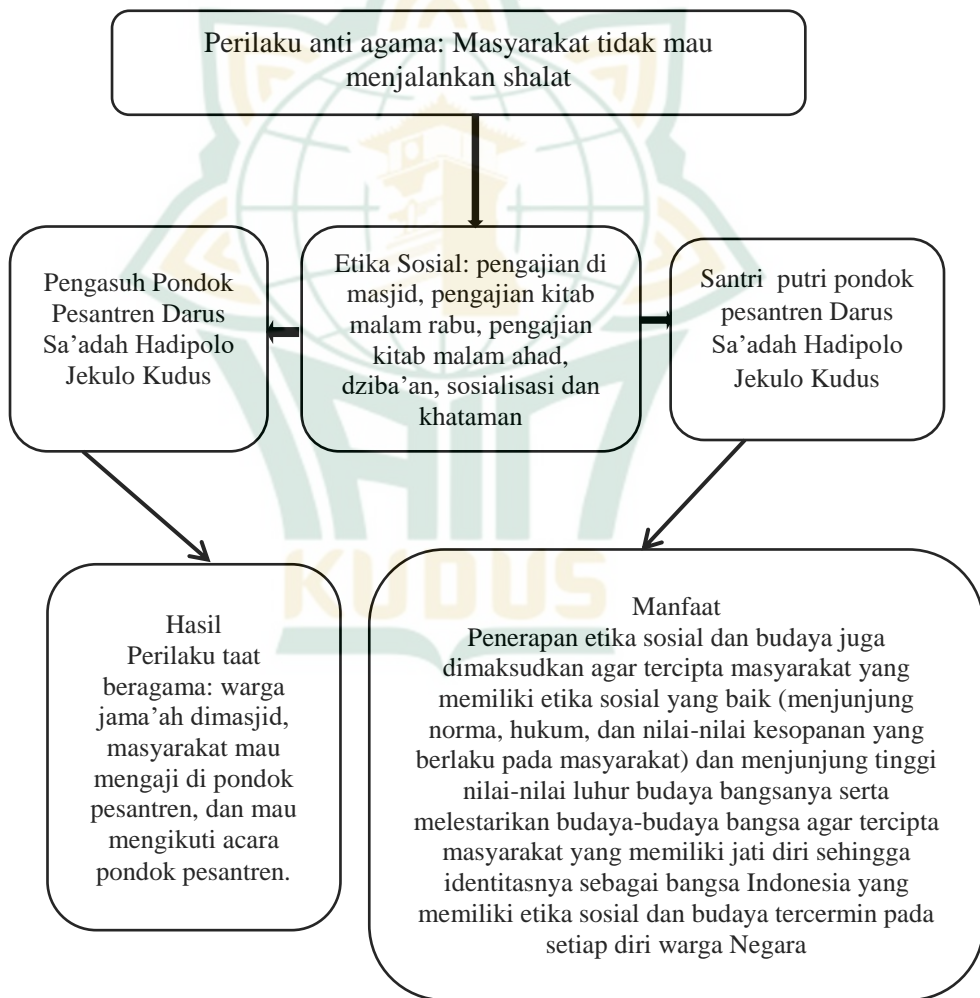 Perilaku anti agama: Masyarakat tidak mau
menjalankan shalat
Pengasuh Pondok
Pesantren Darus
Sa’adah Hadipolo
Jekulo Kudus
Etika Sosial: pengajian di
masjid, pengajian kitab
malam rabu, pengajian
kitab malam ahad,
dziba’an, sosialisasi dan
khataman
Santri putri pondok
pesantren Darus
Sa’adah Hadipolo
Jekulo Kudus
Hasil
Perilaku taat
beragama: warga
jama’ah dimasjid,
masyarakat mau
mengaji di pondok
pesantren, dan mau
mengikuti acara
pondok pesantren.
Manfaat
Penerapan etika sosial dan budaya juga
dimaksudkan agar tercipta masyarakat yang
memiliki etika sosial yang baik (menjunjung
norma, hukum, dan nilai-nilai kesopanan yang
berlaku pada masyarakat) dan menjunjung tinggi
nilai-nilai luhur budaya bangsanya serta
melestarikan budaya-budaya bangsa agar tercipta
masyarakat yang memiliki jati diri sehingga
identitasnya sebagai bangsa Indonesia yang
memiliki etika sosial dan budaya tercermin pada
setiap diri warga Negara
KUDUS